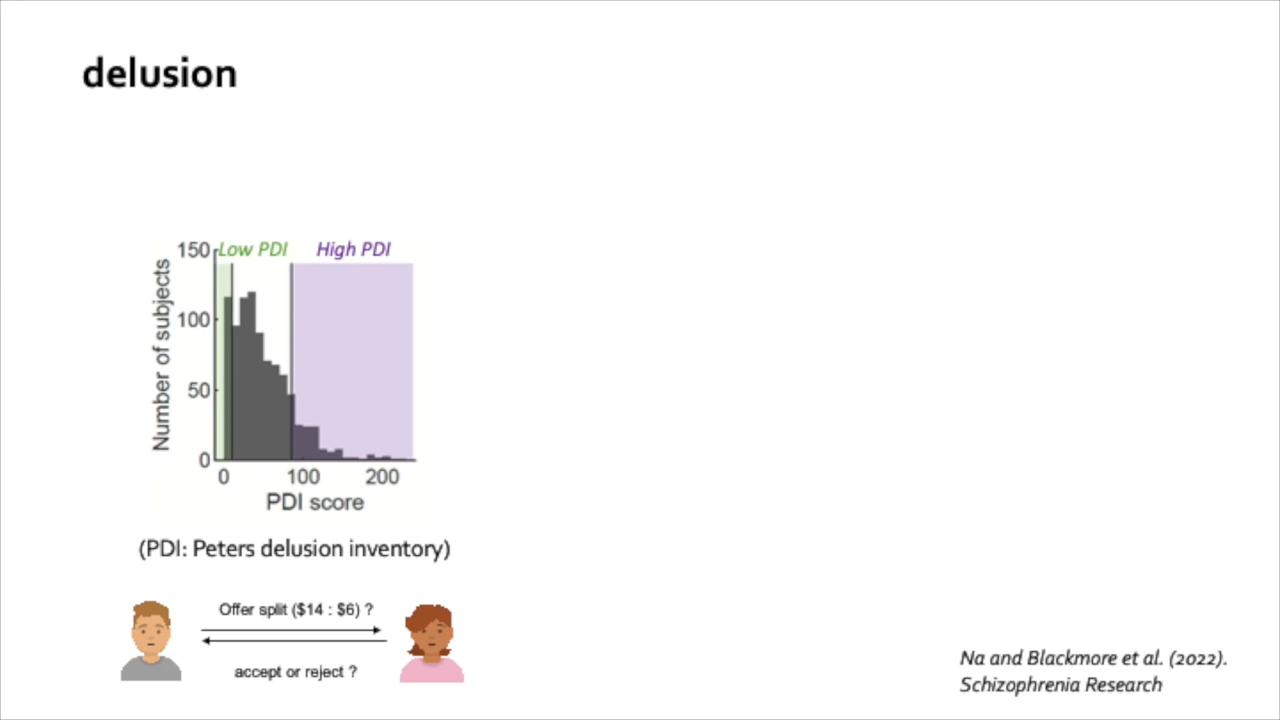 delusion
Low PDI
High PDI
150
100
50
0
Number of subjects
0 100 200
PDI score
(PDI: Peters delusion inventory)
Offer split ($14 : $6) ?
accept or reject ?
Na and Blackmore et al. (2022).
Schizophrenia Research